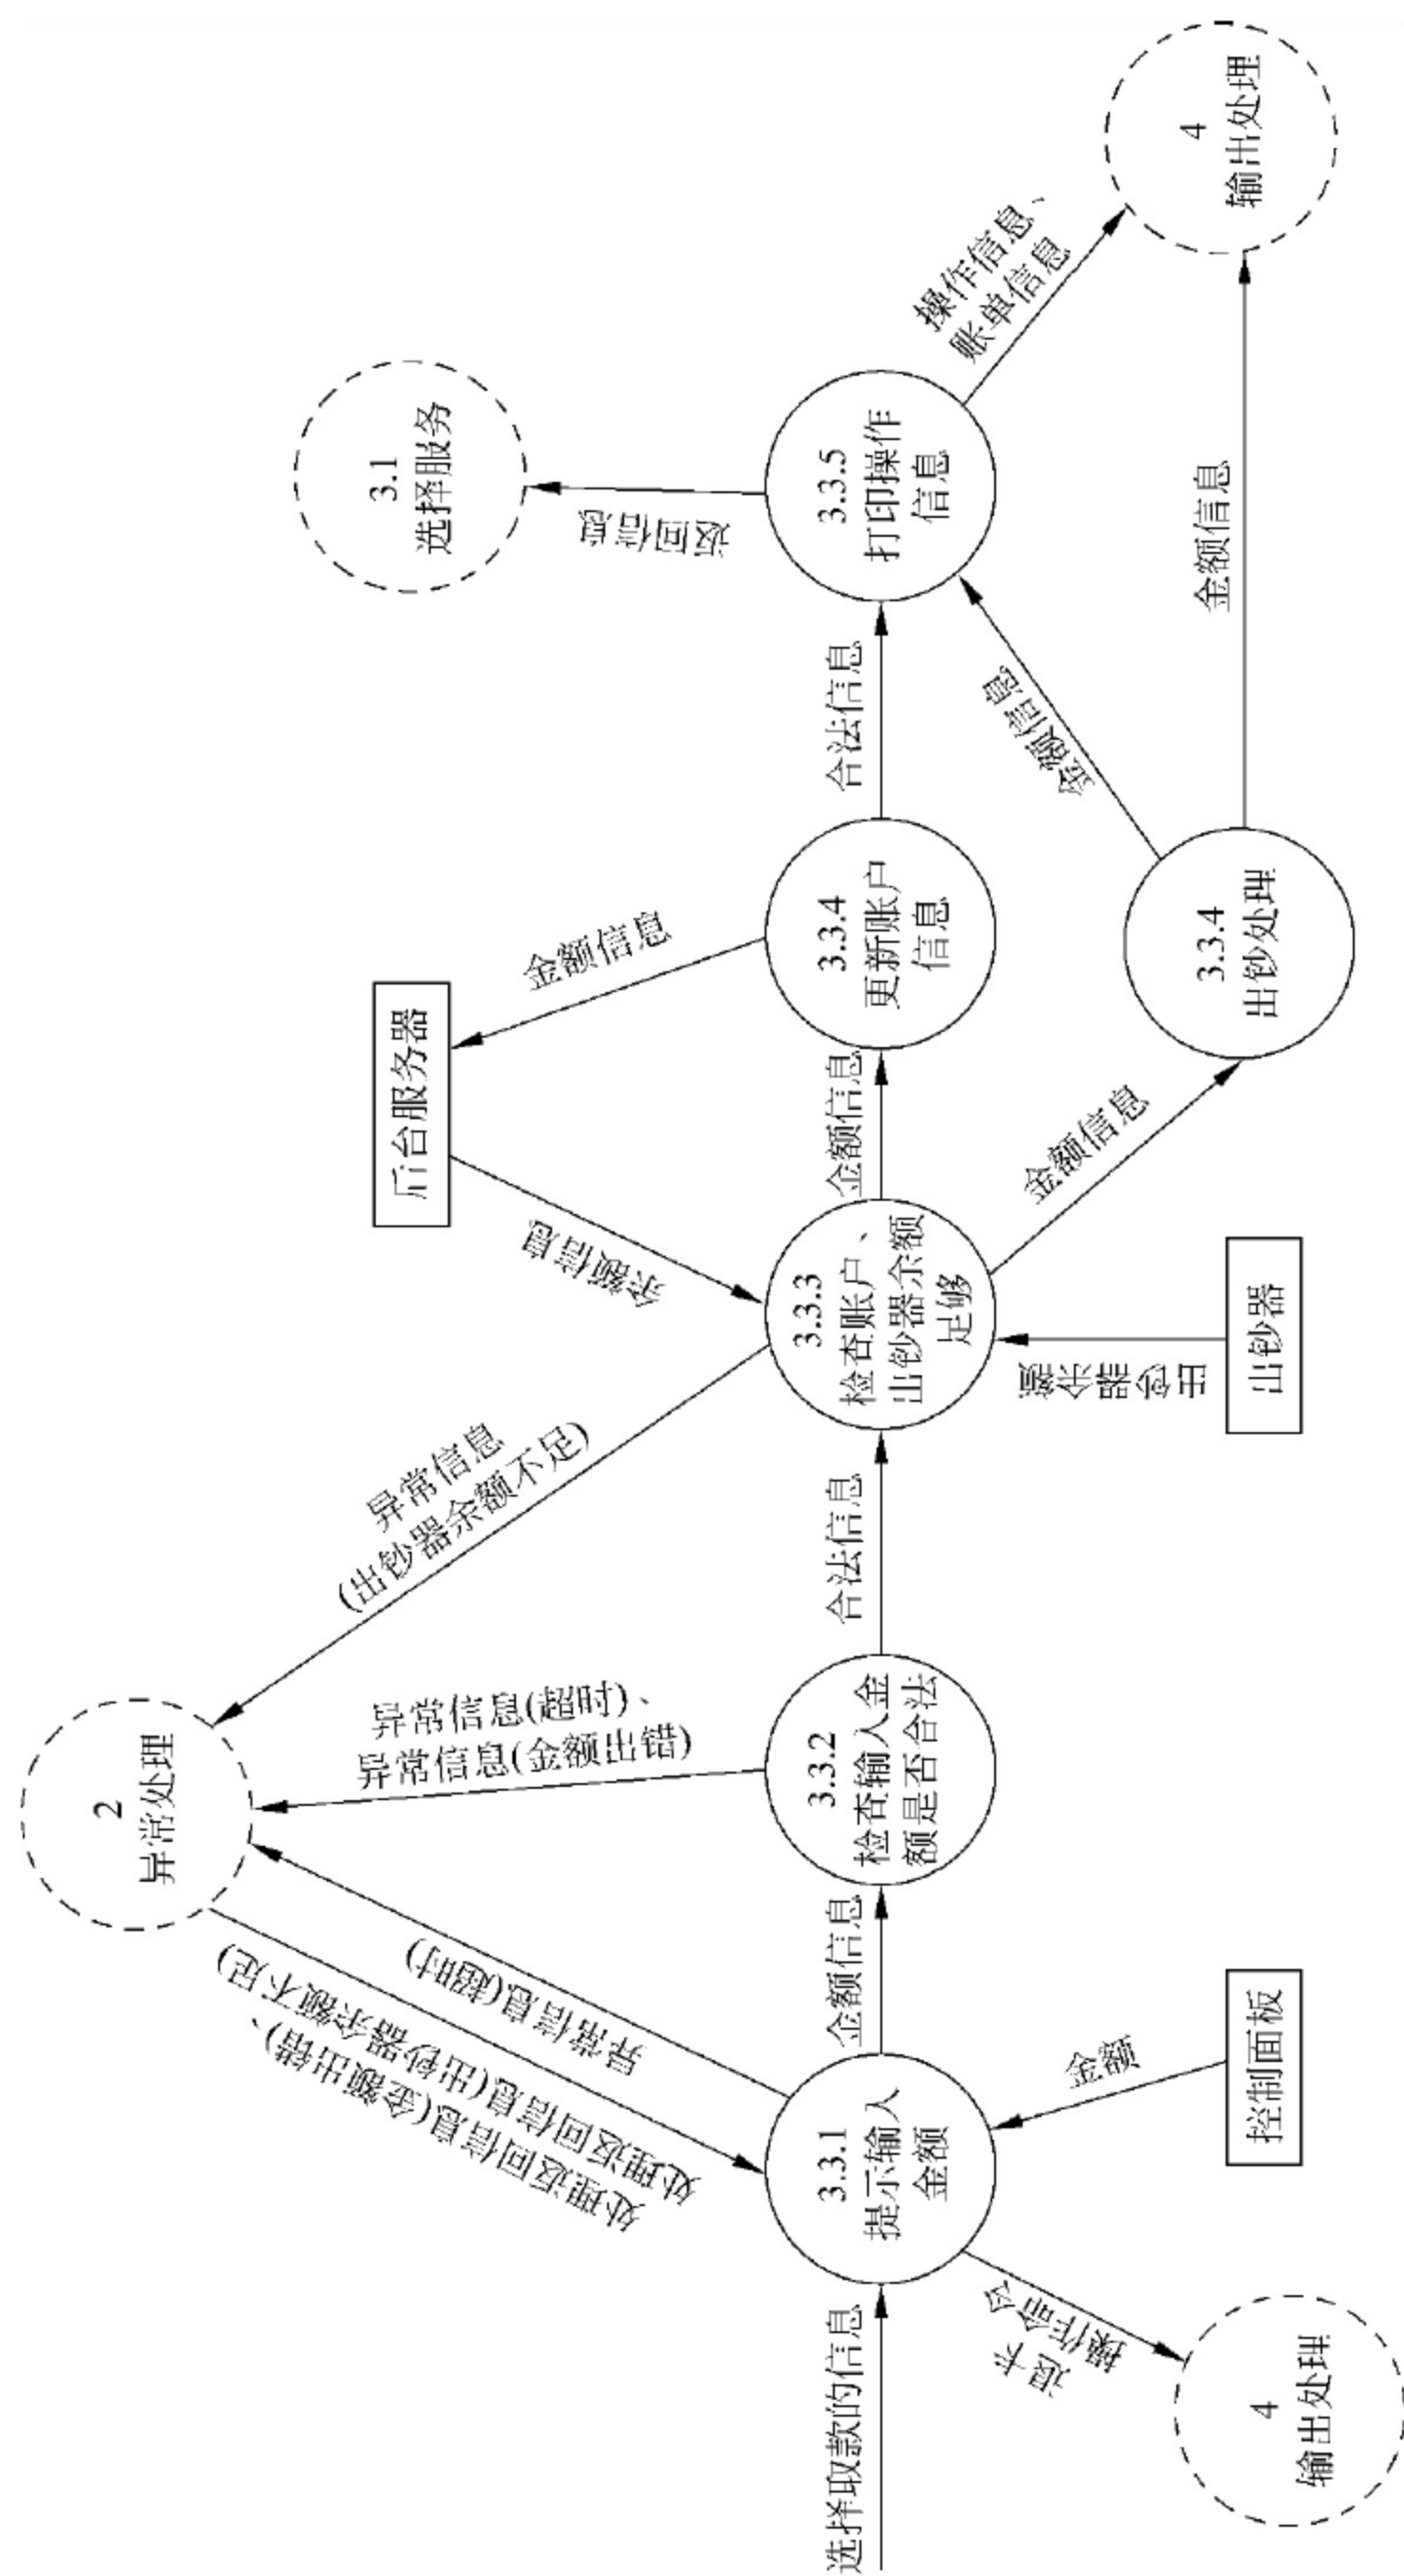 2
异常处理
3.1
选择服务
4
输出处理
后台服务器
处理返回信息(金额出错)、
处理返回信息(出钞器余额不足)
异常信息(超时)
异常信息(超时)、
异常信息(金额出错)
异常信息
(出钞器余额不足)
余额信息
金额信息
返回信息
操作信息、
账单信息
选择取款的信息
3.3.1
提示输入
金额
金额信息
3.3.2
检查输入金
额是否合法
合法信息
3.3.3
检查账户、
出钞器余额
足够
金额信息
3.3.4
更新账户
信息
合法信息
3.3.5
打印操作
信息
退卡
操作命令
金额
出钞器余额
金额信息
金额信息
金额信息
4
输出处理
控制面板
出钞器
3.3.4
出钞处理